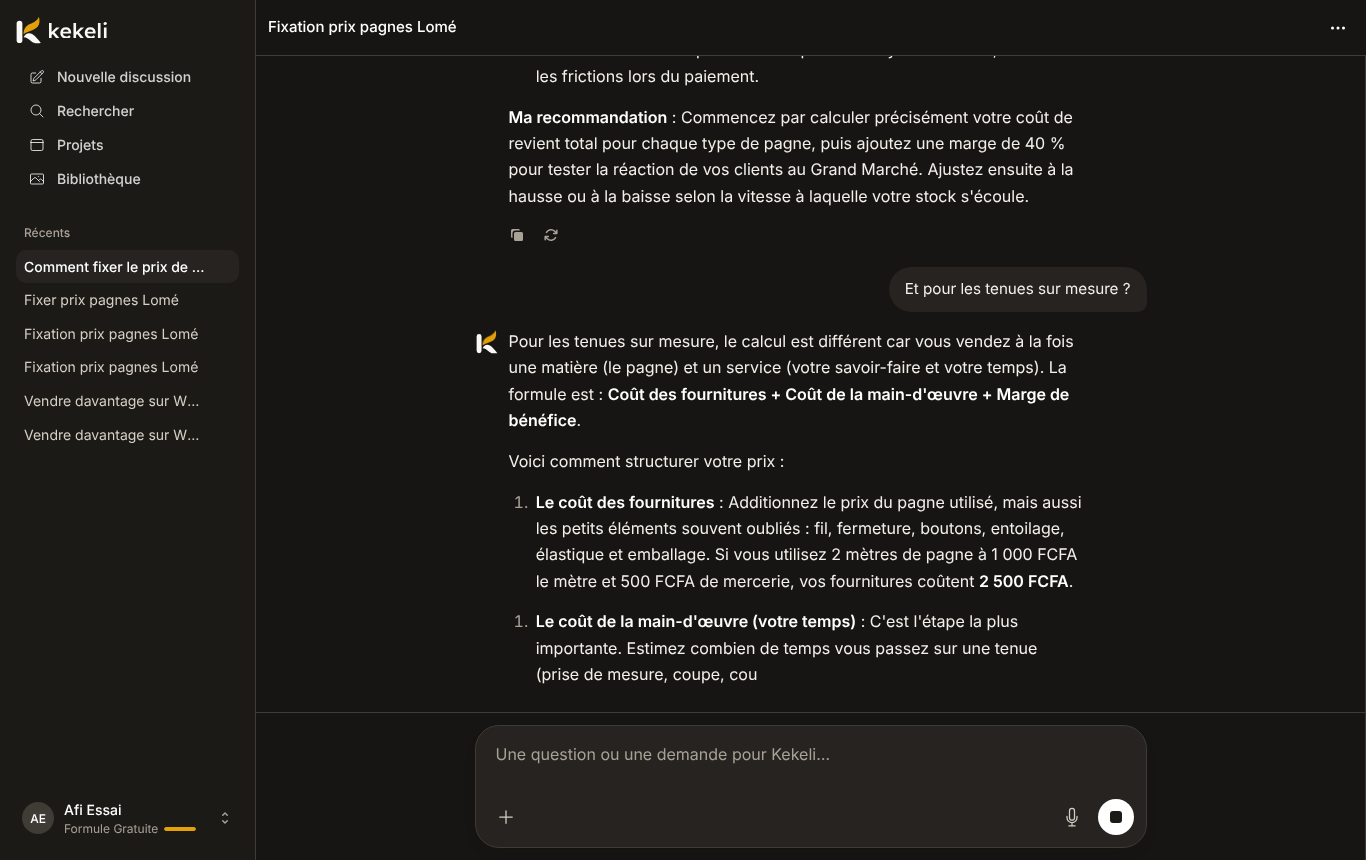 kekeli
Nouvelle discussion
Rechercher
Projets
Bibliothèque
Récents
Comment fixer le prix de ...
Fixer prix pagnes Lomé
Fixation prix pagnes Lomé
Fixation prix pagnes Lomé
Vendre davantage sur W...
Vendre davantage sur W...
AE
Afi Essai
Formule Gratuite
Fixation prix pagnes Lomé
les frictions lors du paiement.
Ma recommandation : Commencez par calculer précisément votre coût de
revient total pour chaque type de pagne, puis ajoutez une marge de 40 %
pour tester la réaction de vos clients au Grand Marché. Ajustez ensuite à la
hausse ou à la baisse selon la vitesse à laquelle votre stock s'écoule.
Et pour les tenues sur mesure ?
Pour les tenues sur mesure, le calcul est différent car vous vendez à la fois
une matière (le pagne) et un service (votre savoir-faire et votre temps). La
formule est : Coût des fournitures + Coût de la main-d'œuvre + Marge de
bénéfice.
Voici comment structurer votre prix :
1. Le coût des fournitures : Additionnez le prix du pagne utilisé, mais aussi
les petits éléments souvent oubliés : fil, fermeture, boutons, entoilage,
élastique et emballage. Si vous utilisez 2 mètres de pagne à 1 000 FCFA
le mètre et 500 FCFA de mercerie, vos fournitures coûtent 2 500 FCFA.
1. Le coût de la main-d'œuvre (votre temps) : C'est l'étape la plus
importante. Estimez combien de temps vous passez sur une tenue
(prise de mesure, coupe, cou
Une question ou une demande pour Kekeli...